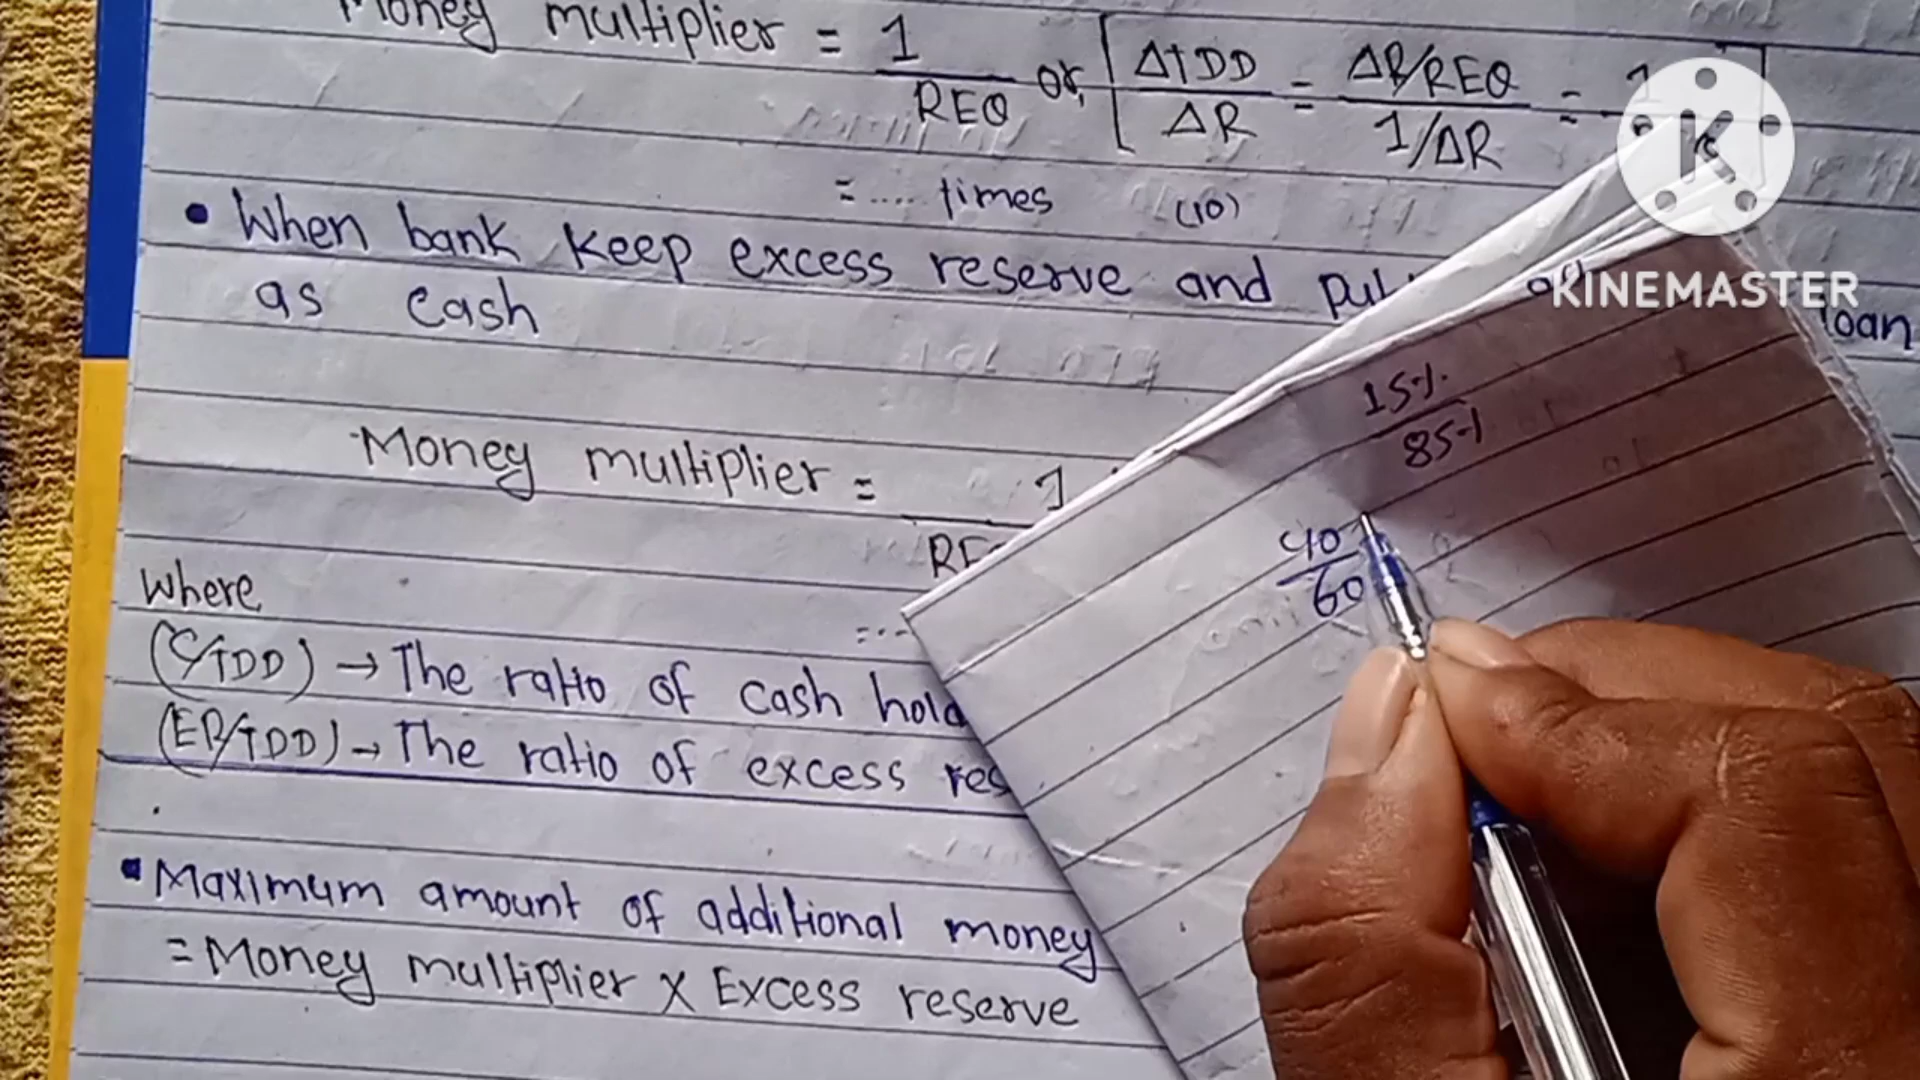 Money multiplier = 1 / REQ or, [ ΔTDD / ΔR = ΔR/REQ / 1/ΔR = 1
= .... times (10)
• When bank keep excess reserve and put loan
as cash
KINEMASTER
15% / 85%
Money multiplier = 1
40 / 60
Where
(C/TDD) → The ratio of cash hold
(ER/TDD) → The ratio of excess res
• Maximum amount of additional money
= Money multiplier X Excess reserve